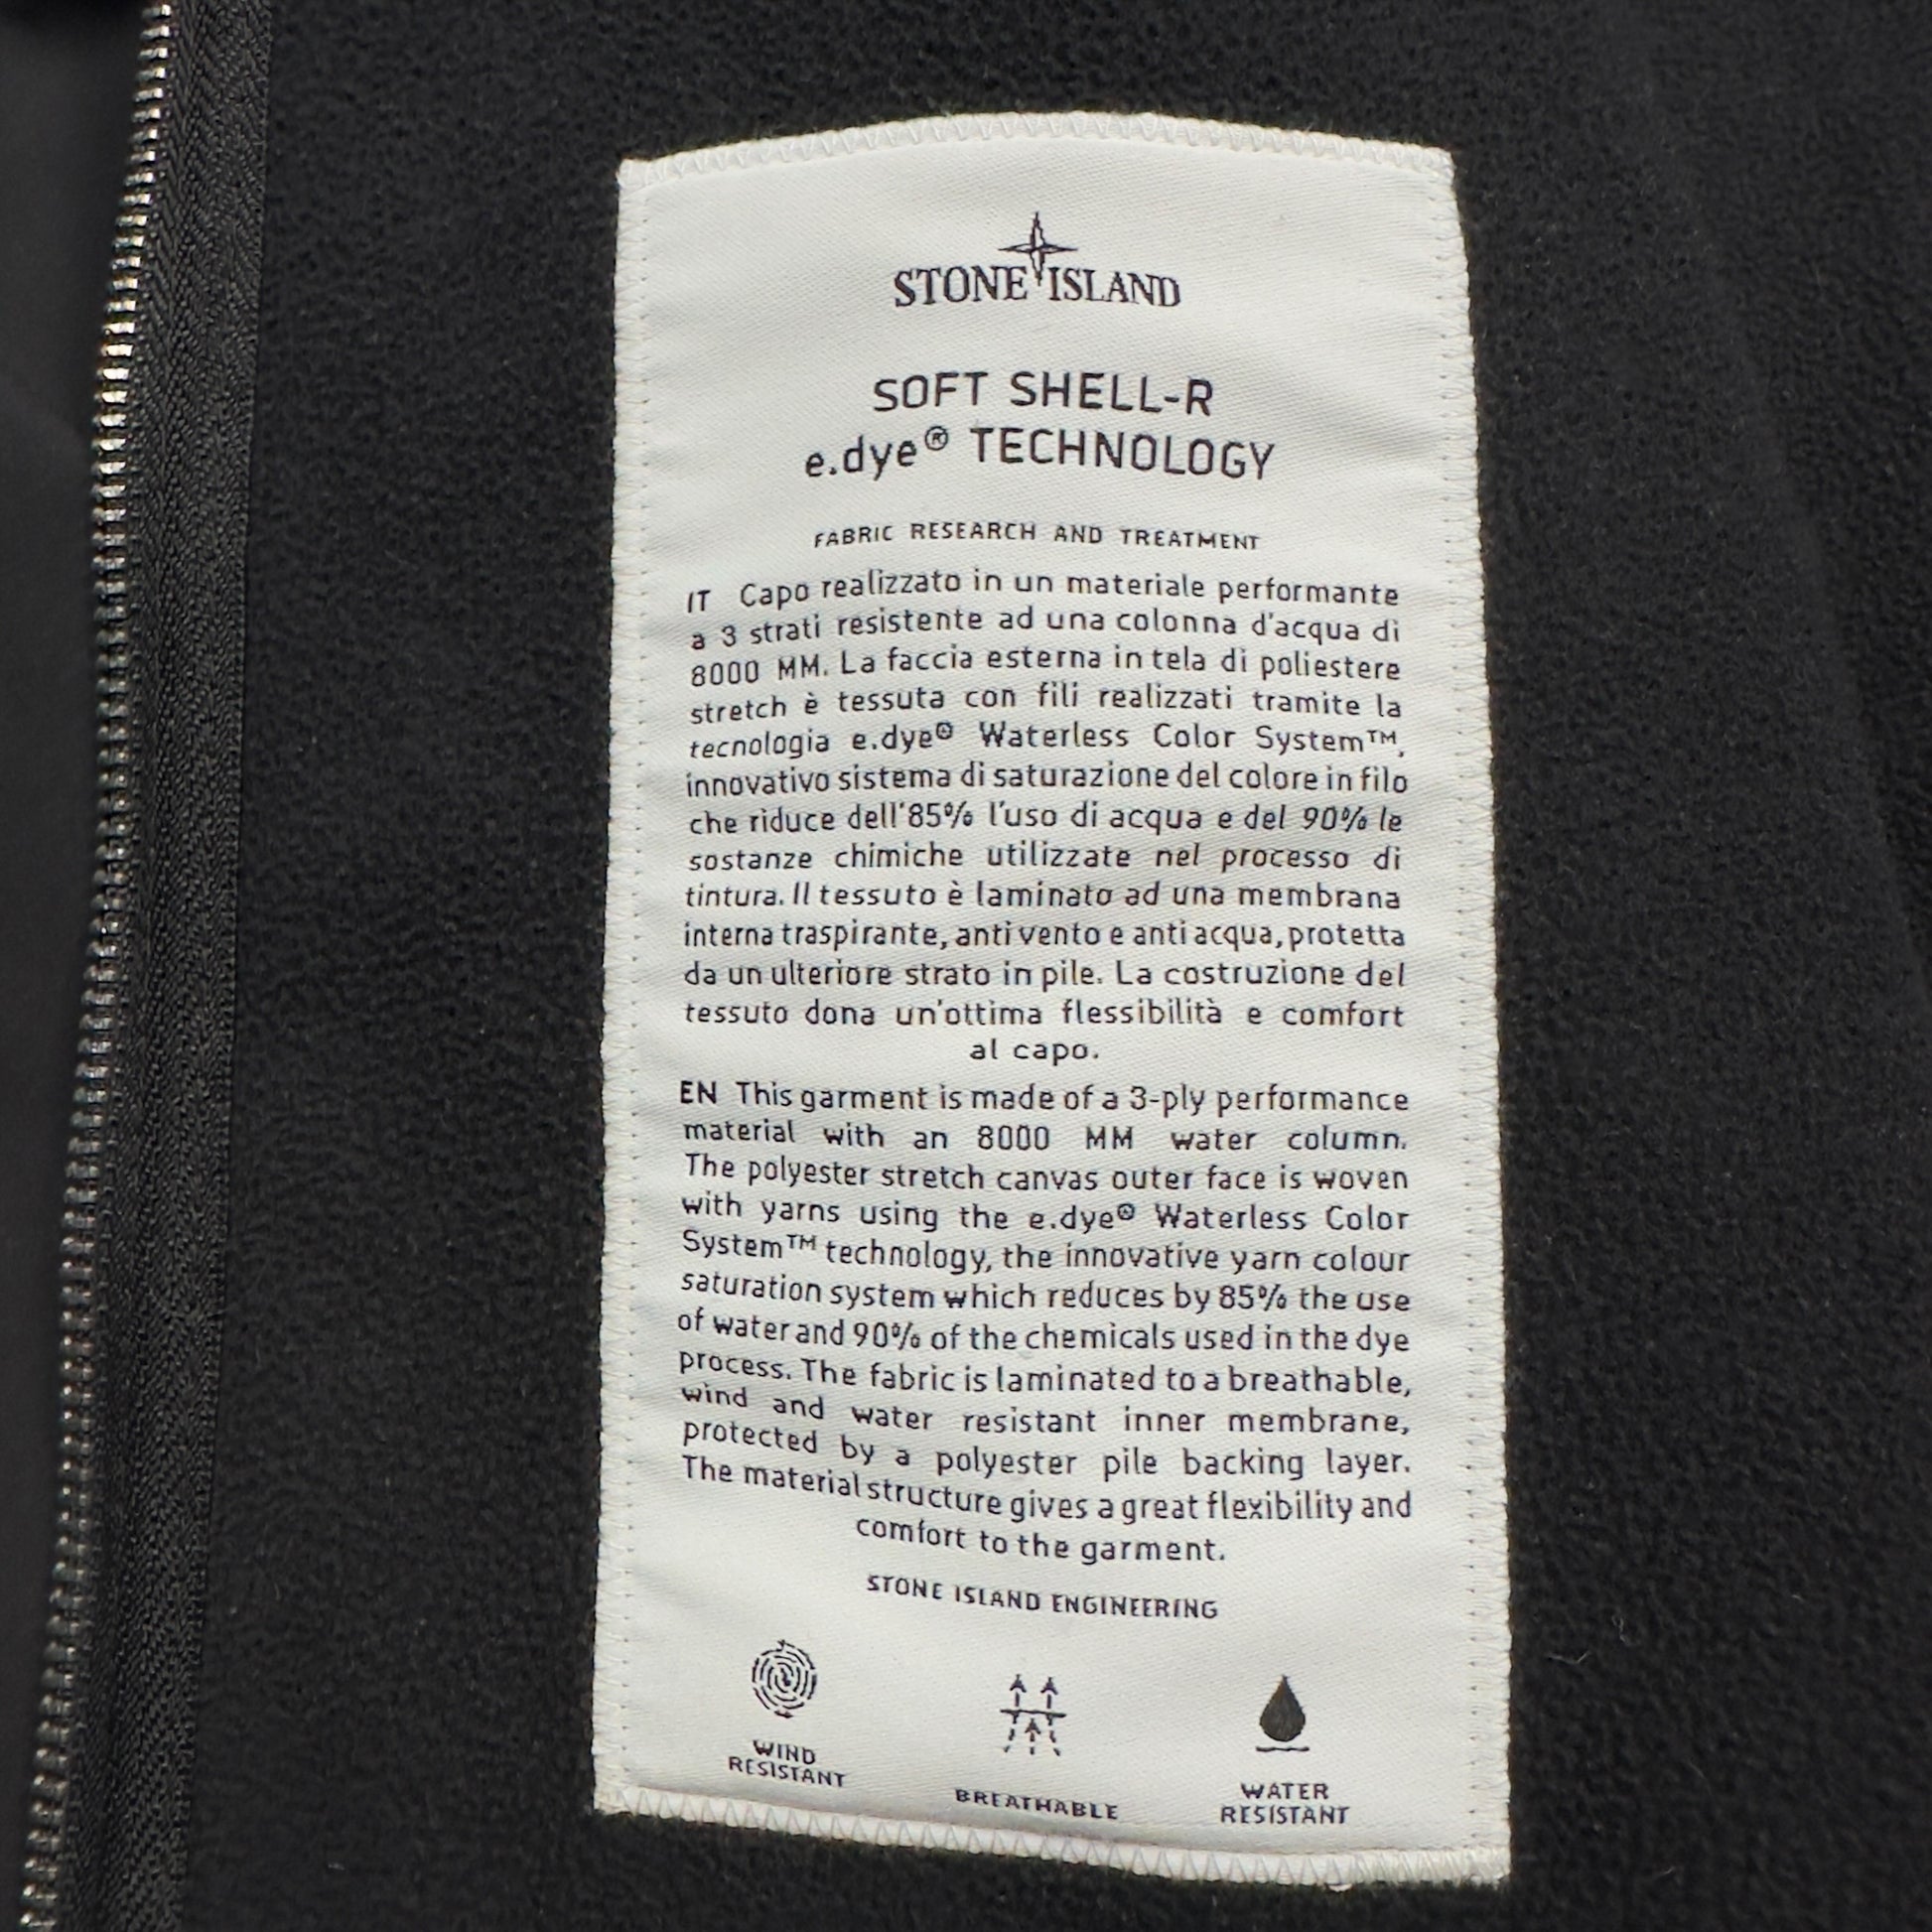 STONE ISLAND
SOFT SHELL-R
e.dye® TECHNOLOGY
FABRIC RESEARCH AND TREATMENT
IT Capo realizzato in un materiale performante
a 3 strati resistente ad una colonna d'acqua di
8000 MM. La faccia esterna in tela di poliestere
stretch è tessuta con fili realizzati tramite la
tecnologia e.dye® Waterless Color System™,
innovativo sistema di saturazione del colore in filo
che riduce dell'85% l'uso di acqua e del 90% le
sostanze chimiche utilizzate nel processo di
tintura. Il tessuto è laminato ad una membrana
interna traspirante, anti vento e anti acqua, protetta
da un ulteriore strato in pile. La costruzione del
tessuto dona un'ottima flessibilità e comfort
al capo.
EN This garment is made of a 3-ply performance
material with an 8000 MM water column.
The polyester stretch canvas outer face is woven
with yarns using the e.dye® Waterless Color
System™ technology, the innovative yarn colour
saturation system which reduces by 85% the use
of water and 90% of the chemicals used in the dye
process. The fabric is laminated to a breathable,
wind and water resistant inner membrane,
protected by a polyester pile backing layer.
The material structure gives a great flexibility and
comfort to the garment.
STONE ISLAND ENGINEERING
WIND
RESISTANT
BREATHABLE
WATER
RESISTANT